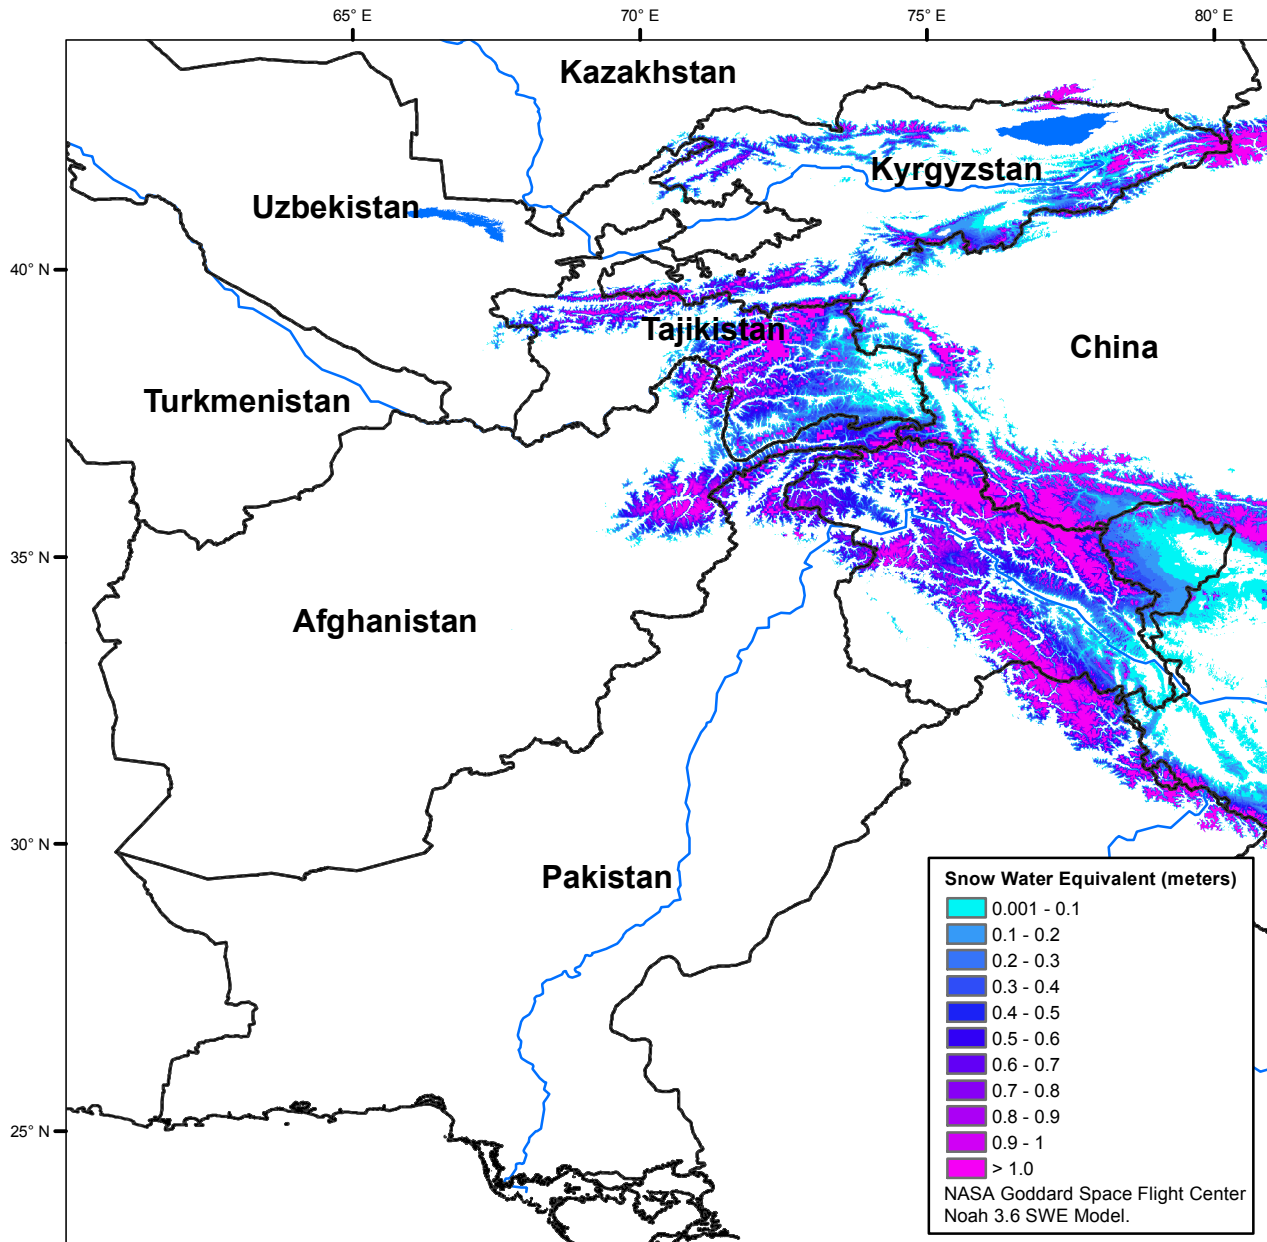 65° E
70° E
75° E
80° E
Kazakhstan
Kyrgyzstan
Uzbekistan
40° N
Tajikistan
China
Turkmenistan
35° N
Afghanistan
30° N
Pakistan
25° N
Snow Water Equivalent (meters)
0.001 - 0.1
0.1 - 0.2
0.2 - 0.3
0.3 - 0.4
0.4 - 0.5
0.5 - 0.6
0.6 - 0.7
0.7 - 0.8
0.8 - 0.9
0.9 - 1
> 1.0
NASA Goddard Space Flight Center
Noah 3.6 SWE Model.